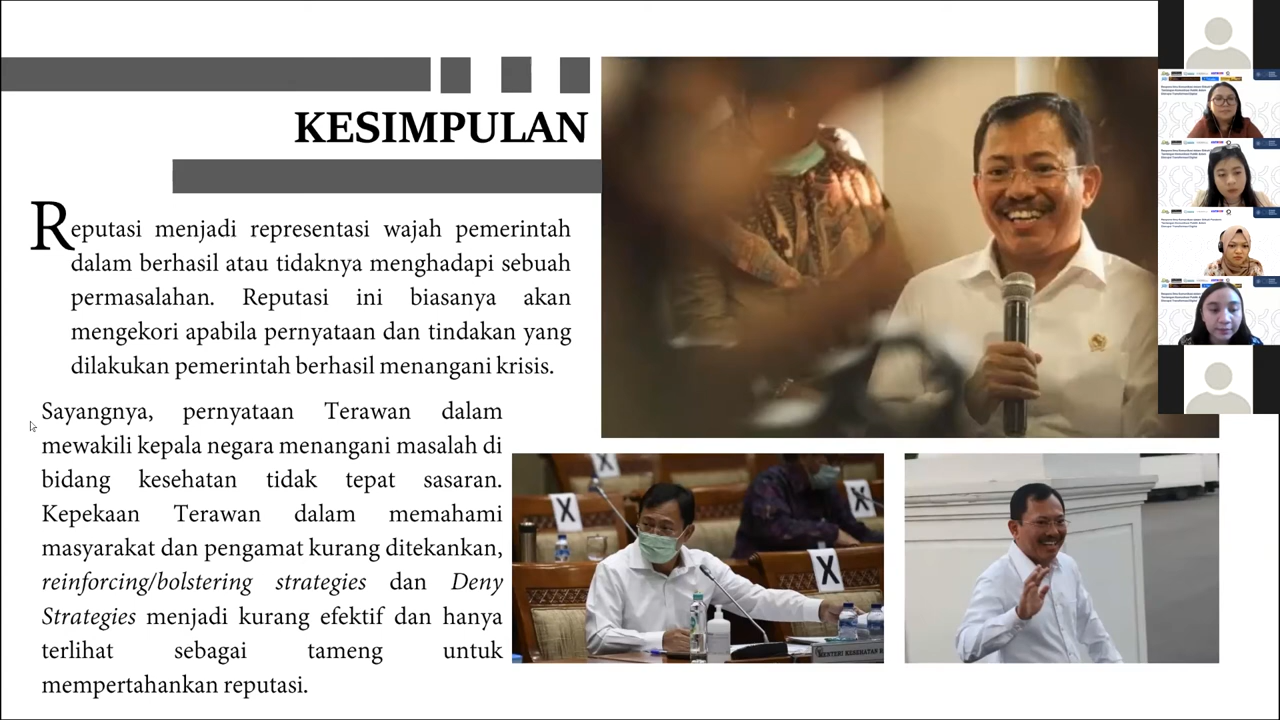 KESIMPULAN
Reputasi menjadi representasi wajah pemerintah
dalam berhasil atau tidaknya menghadapi sebuah
permasalahan. Reputasi ini biasanya akan
mengekori apabila pernyataan dan tindakan yang
dilakukan pemerintah berhasil menangani krisis.
Sayangnya, pernyataan Terawan dalam
mewakili kepala negara menangani masalah di
bidang kesehatan tidak tepat sasaran.
Kepekaan Terawan dalam memahami
masyarakat dan pengamat kurang ditekankan,
reinforcing/bolstering strategies dan Deny
Strategies menjadi kurang efektif dan hanya
terlihat sebagai tameng untuk
mempertahankan reputasi.
X
X
X
X
MENTERI KESEHATAN